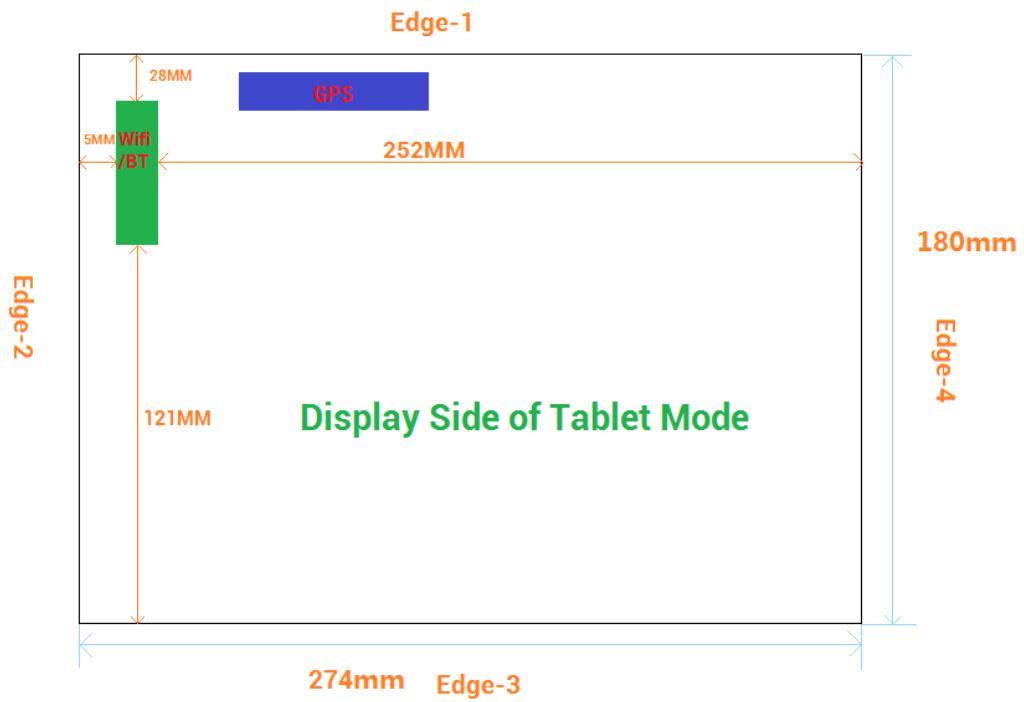 Edge-1
28MM
GPS
5MM
Wifi
/BT
252MM
180mm
Edge-2
Edge-4
121MM
Display Side of Tablet Mode
274mm
Edge-3